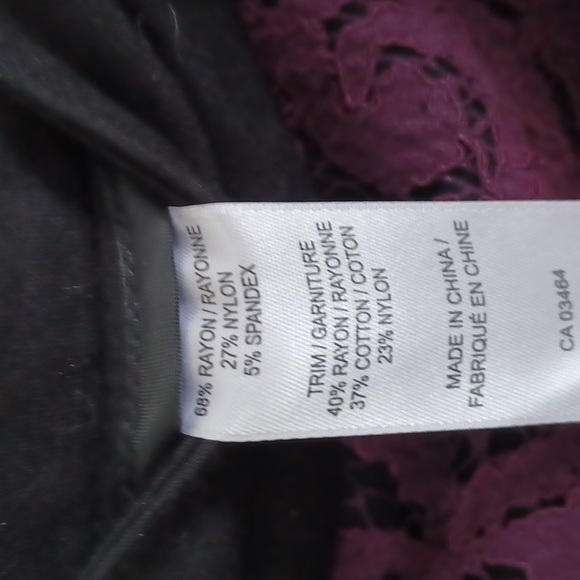 68% RAYON / RAYONNE
27% NYLON
5% SPANDEX
TRIM / GARNITURE
40% RAYON / RAYONNE
37% COTTON / COTON
23% NYLON
MADE IN CHINA /
FABRIQUÉ EN CHINE
CA 03464